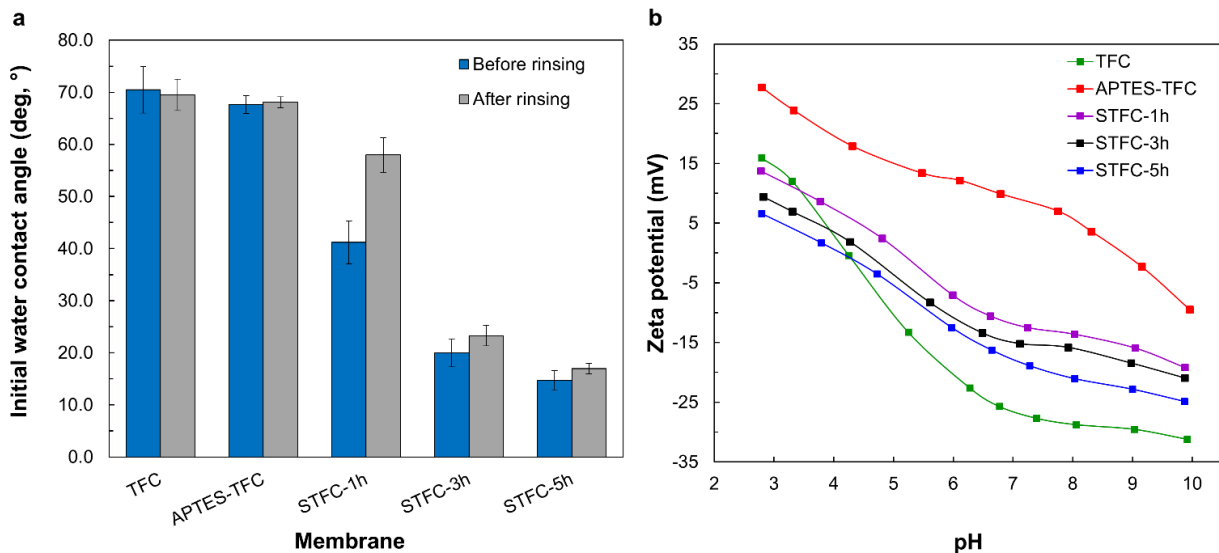 a
Initial water contact angle (deg, °)
80.0
70.0
60.0
50.0
40.0
30.0
20.0
10.0
0.0
Before rinsing
After rinsing
TFC
APTES-TFC
STFC-1h
STFC-3h
STFC-5h
Membrane
b
Zeta potential (mV)
35
25
15
5
-5
-15
-25
-35
TFC
APTES-TFC
STFC-1h
STFC-3h
STFC-5h
2 3 4 5 6 7 8 9 10
pH